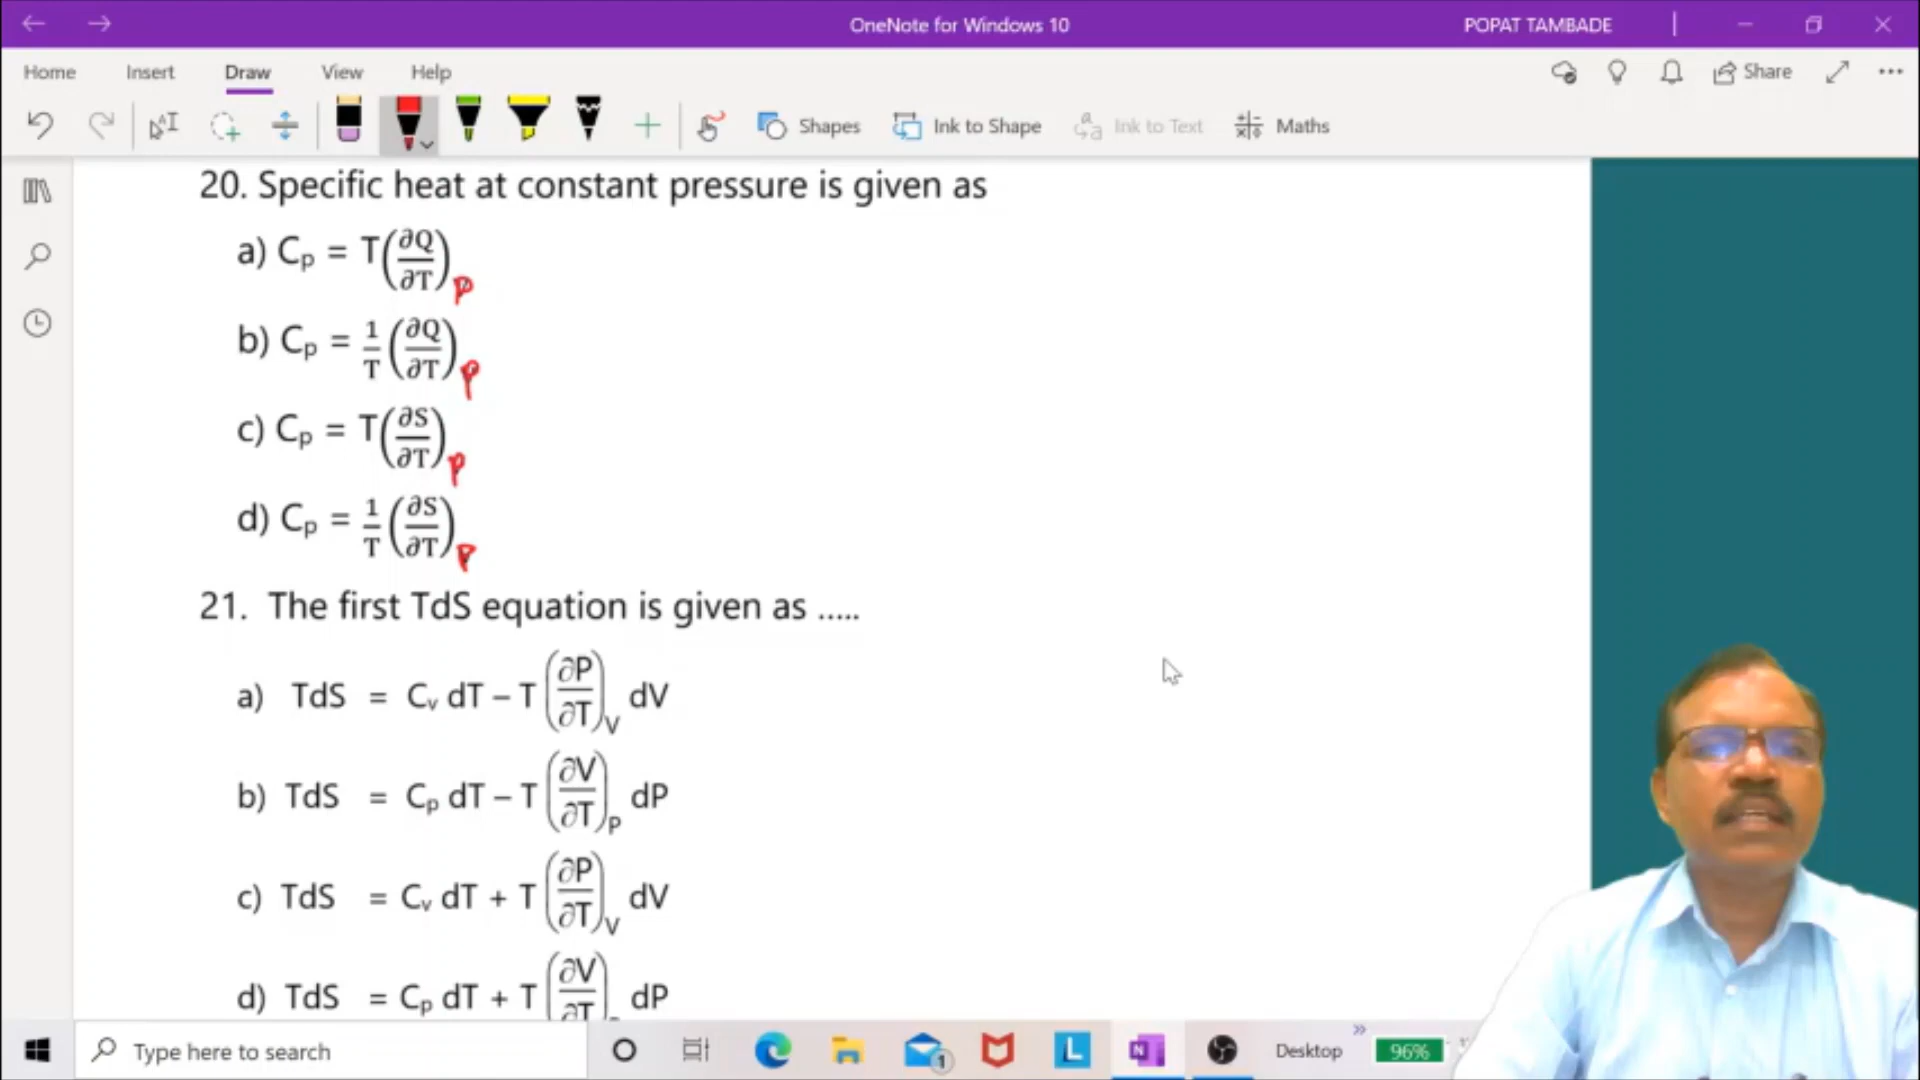 OneNote for Windows 10
POPAT TAMBADE
Home Insert Draw View Help
Share
Shapes Ink to Shape Ink to Text Maths
20. Specific heat at constant pressure is given as
a) Cₚ = T(∂Q/∂T)P
b) Cₚ = 1/T (∂Q/∂T)P
c) Cₚ = T(∂S/∂T)P
d) Cₚ = 1/T (∂S/∂T)P
21. The first TdS equation is given as .....
a) TdS = Cᵥ dT – T (∂P/∂T)V dV
b) TdS = Cₚ dT – T (∂V/∂T)P dP
c) TdS = Cᵥ dT + T (∂P/∂T)V dV
d) TdS = Cₚ dT + T (∂V/∂T) dP
Type here to search
1
L
N
Desktop
96%